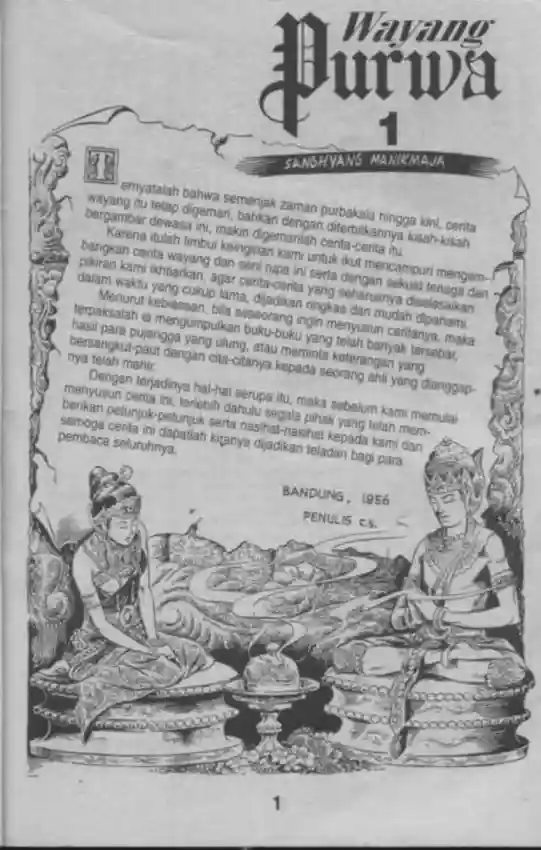 Wayang
Purwa
1
SANGHYANG MANIKMAJA
Ternyatalah bahwa semenjak zaman purbakala hingga kini, cerita
wayang itu tetap digemari, bahkan dengan diterbitkannya kisah-kisah
bergambar dewasa ini, makin digemarilah cerita-cerita itu.
Karena itulah timbul keinginan kami untuk ikut mencampuri mengem-
bangkan cerita wayang dan seni rupa ini serta dengan sekuat tenaga dan
pikiran kami ikhtiarkan, agar cerita-cerita yang seharusnya diselesaikan
dalam waktu yang cukup lama, dijadikan ringkas dan mudah dipahami.
Menurut kebiasaan, bila seseorang ingin menyusun ceritanya, maka
terpaksalah ia mengumpulkan buku-buku yang telah banyak tersebar,
hasil para pujangga yang ulung, atau meminta keterangan yang
bersangkut-paut dengan cita-citanya kepada seorang ahli yang dianggap-
nya telah mahir.
Dengan terjadinya hal-hal serupa itu, maka sebelum kami memulai
menyusun cerita ini, terlebih dahulu segala pihak yang telah mem-
berikan petunjuk-petunjuk serta nasihat-nasihat kepada kami dan
semoga cerita ini dapatlah kiranya dijadikan teladan bagi para
pembaca seluruhnya.
BANDUNG, 1956
PENULIS c.s.
1